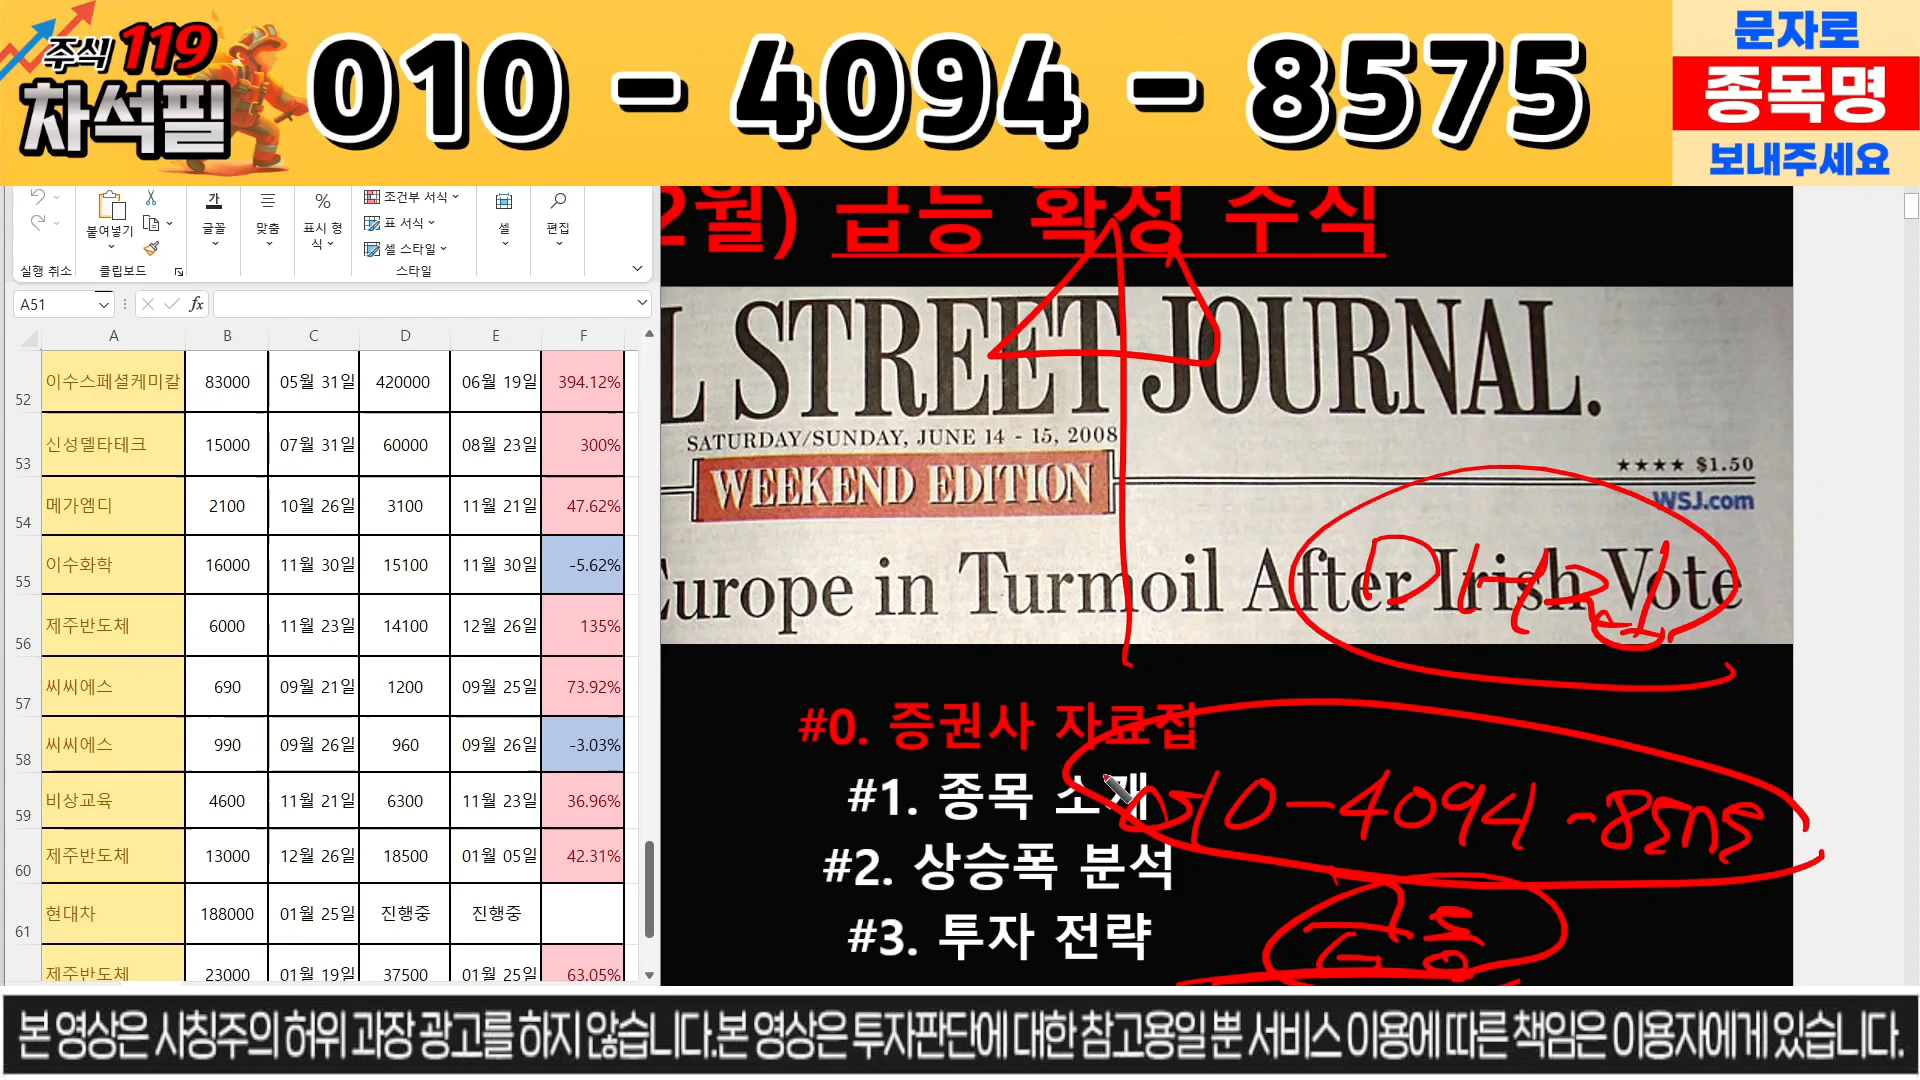 주식 119
차석필
010 - 4094 - 8575
문자로
종목명
보내주세요
붙여넣기
글꼴
맞춤
%
표시 형식
조건부 서식
표 서식
셀 스타일
셀
편집
실행 취소
클립보드
스타일
A51
fx
A B C D E F
52 이수스페셜케미칼 83000 05월 31일 420000 06월 19일 394.12%
53 신성델타테크 15000 07월 31일 60000 08월 23일 300%
54 메가엠디 2100 10월 26일 3100 11월 21일 47.62%
55 이수화학 16000 11월 30일 15100 11월 30일 -5.62%
56 제주반도체 6000 11월 23일 14100 12월 26일 135%
57 씨씨에스 690 09월 21일 1200 09월 25일 73.92%
58 씨씨에스 990 09월 26일 960 09월 26일 -3.03%
59 비상교육 4600 11월 21일 6300 11월 23일 36.96%
60 제주반도체 13000 12월 26일 18500 01월 05일 42.31%
61 현대차 188000 01월 25일 진행중 진행중
제주반도체 23000 01월 19일 37500 01월 25일 63.05%
2월) 급등 확정 수식
L STREET JOURNAL.
SATURDAY/SUNDAY, JUNE 14 - 15, 2008
★★★★ $1.50
WEEKEND EDITION
WSJ.com
Europe in Turmoil After Irish Vote
#0. 증권사 자료집
#1. 종목 소개
010-4094-8575
#2. 상승폭 분석
#3. 투자 전략
급등
본 영상은 사칭주의 허위 과장 광고를 하지 않습니다.본 영상은 투자판단에 대한 참고용일 뿐 서비스 이용에 따른 책임은 이용자에게 있습니다.